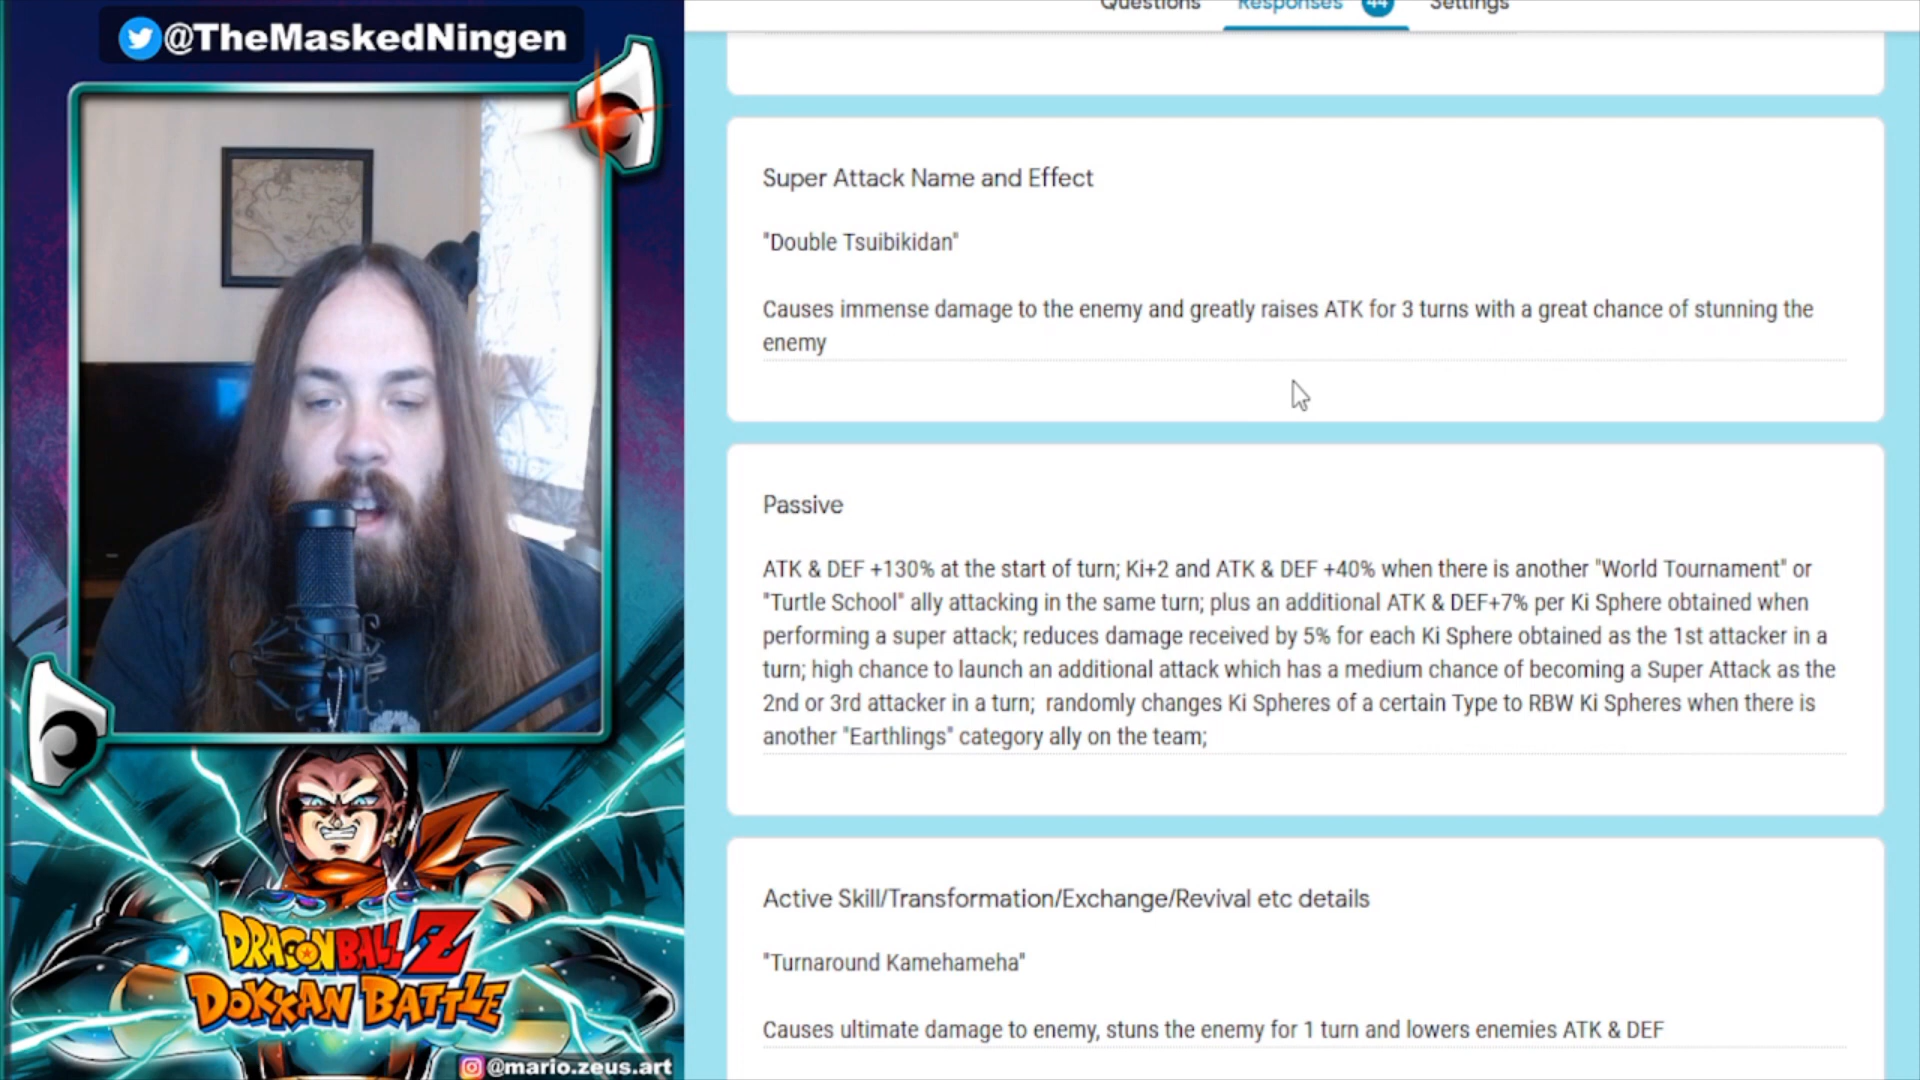 @TheMaskedNingen
Questions Responses 44 Settings
Super Attack Name and Effect
"Double Tsuibikidan"
Causes immense damage to the enemy and greatly raises ATK for 3 turns with a great chance of stunning the
enemy
Passive
ATK & DEF +130% at the start of turn; Ki+2 and ATK & DEF +40% when there is another "World Tournament" or
"Turtle School" ally attacking in the same turn; plus an additional ATK & DEF+7% per Ki Sphere obtained when
performing a super attack; reduces damage received by 5% for each Ki Sphere obtained as the 1st attacker in a
turn; high chance to launch an additional attack which has a medium chance of becoming a Super Attack as the
2nd or 3rd attacker in a turn; randomly changes Ki Spheres of a certain Type to RBW Ki Spheres when there is
another "Earthlings" category ally on the team;
Active Skill/Transformation/Exchange/Revival etc details
"Turnaround Kamehameha"
Causes ultimate damage to enemy, stuns the enemy for 1 turn and lowers enemies ATK & DEF
DRAGONBALL Z
DOKKAN BATTLE
@mario.zeus.art